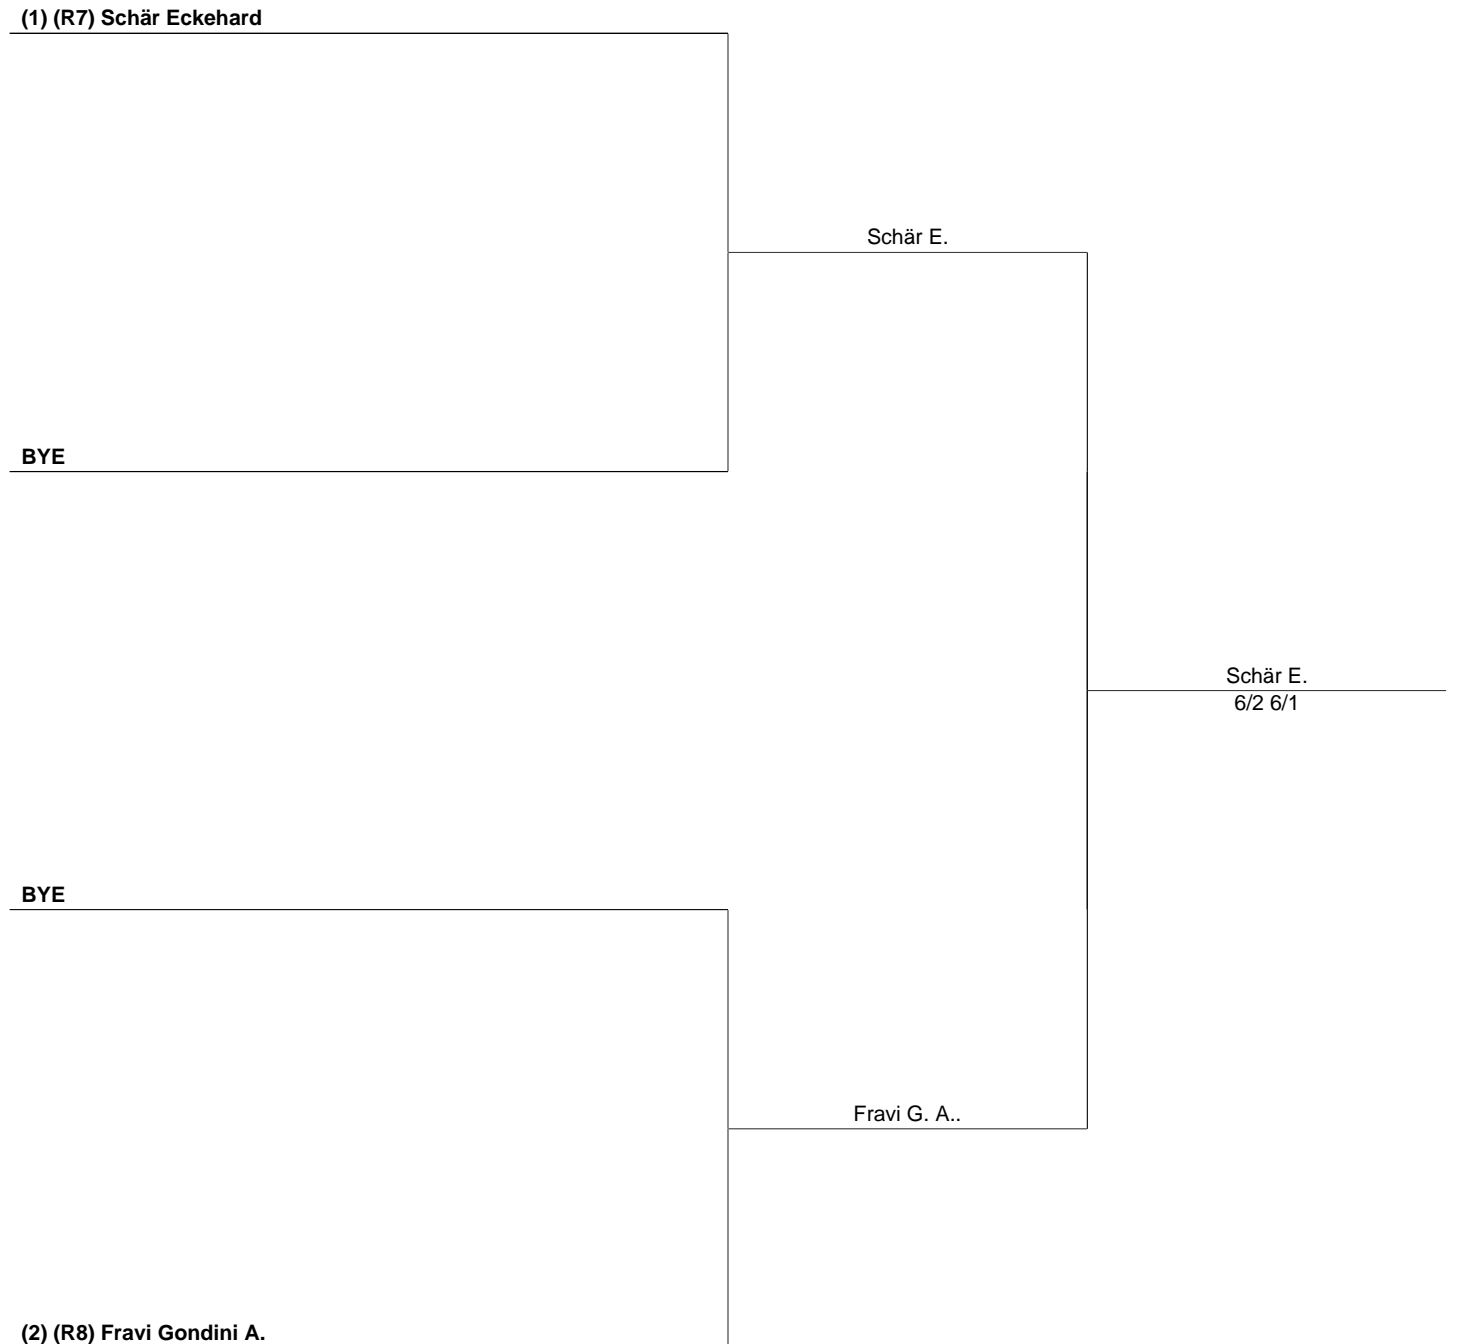 (1) (R7) Schär Eckehard
Schär E.
BYE
Schär E.
6/2 6/1
BYE
Fravi G. A..
(2) (R8) Fravi Gondini A.